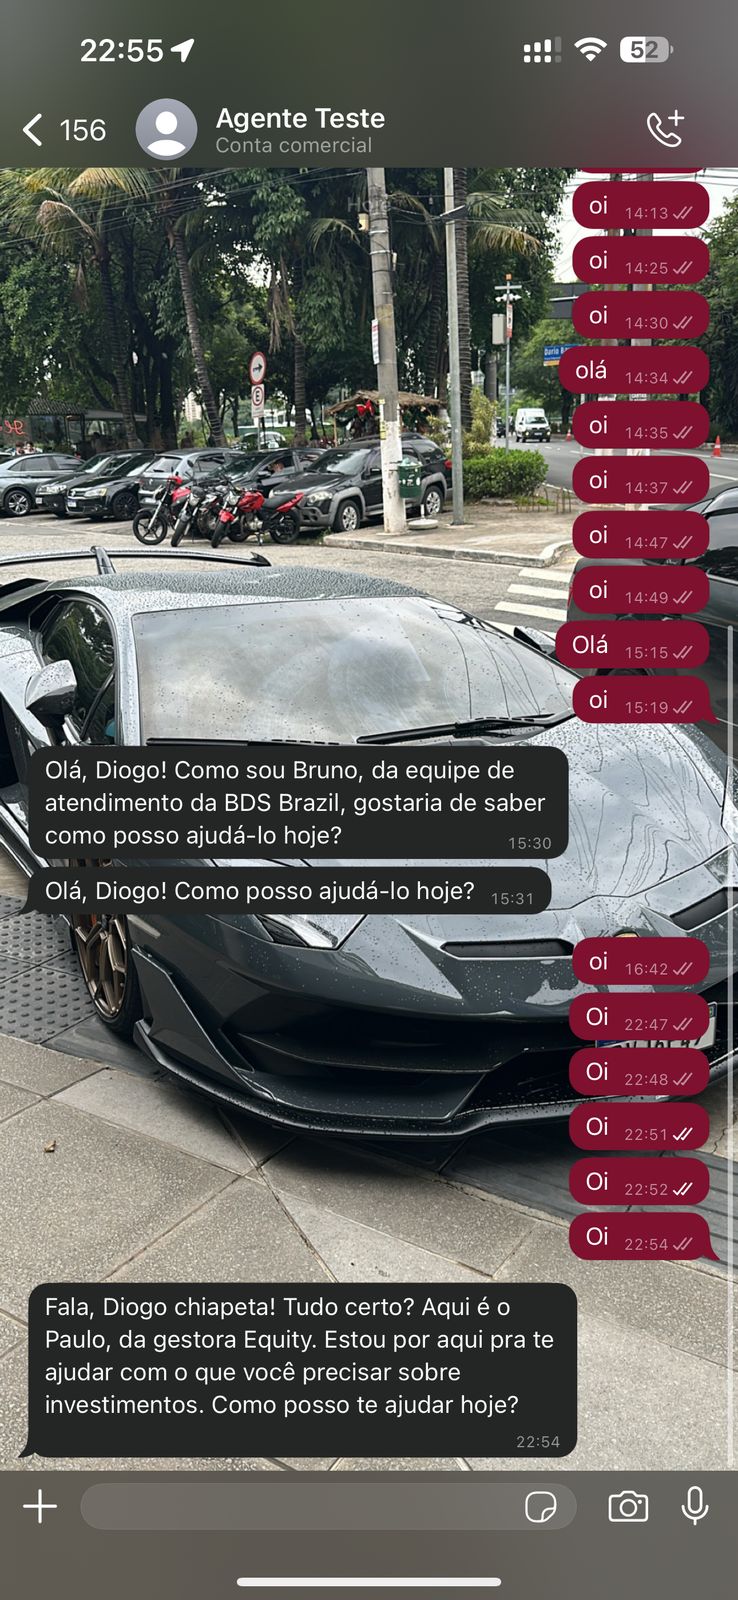 22:55
52
156
Agente Teste
Conta comercial
Hoje
oi 14:13
oi 14:25
oi 14:30
olá 14:34
oi 14:35
oi 14:37
oi 14:47
oi 14:49
Olá 15:15
oi 15:19
Olá, Diogo! Como sou Bruno, da equipe de
atendimento da BDS Brazil, gostaria de saber
como posso ajudá-lo hoje?
15:30
Olá, Diogo! Como posso ajudá-lo hoje? 15:31
oi 16:42
Oi 22:47
Oi 22:48
Oi 22:51
Oi 22:52
Oi 22:54
Fala, Diogo chiapeta! Tudo certo? Aqui é o
Paulo, da gestora Equity. Estou por aqui pra te
ajudar com o que você precisar sobre
investimentos. Como posso te ajudar hoje?
22:54